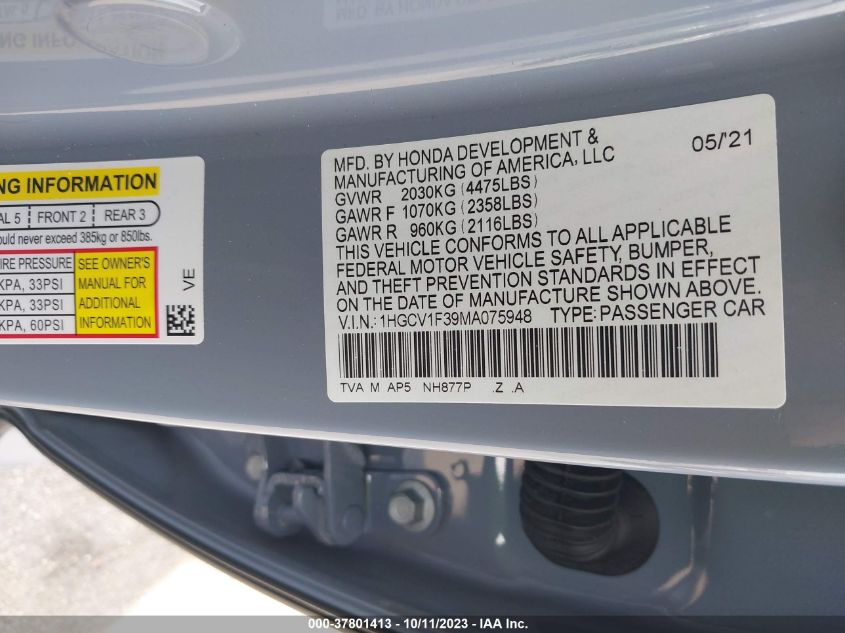 NG INFORMATION
AL 5 FRONT 2 REAR 3
ould never exceed 385kg or 850lbs.
IRE PRESSURE SEE OWNER'S
KPA, 33PSI MANUAL FOR
KPA, 33PSI ADDITIONAL
KPA, 60PSI INFORMATION
VE
MFD. BY HONDA DEVELOPMENT & 05/'21
MANUFACTURING OF AMERICA, LLC
GVWR 2030KG (4475LBS)
GAWR F 1070KG (2358LBS)
GAWR R 960KG (2116LBS)
THIS VEHICLE CONFORMS TO ALL APPLICABLE
FEDERAL MOTOR VEHICLE SAFETY, BUMPER,
AND THEFT PREVENTION STANDARDS IN EFFECT
ON THE DATE OF MANUFACTURE SHOWN ABOVE.
V.I.N.: 1HGCV1F39MA075948 TYPE: PASSENGER CAR
TVA M AP5 NH877P .Z .A
000-37801413 - 10/11/2023 - IAA Holdings, LLC.